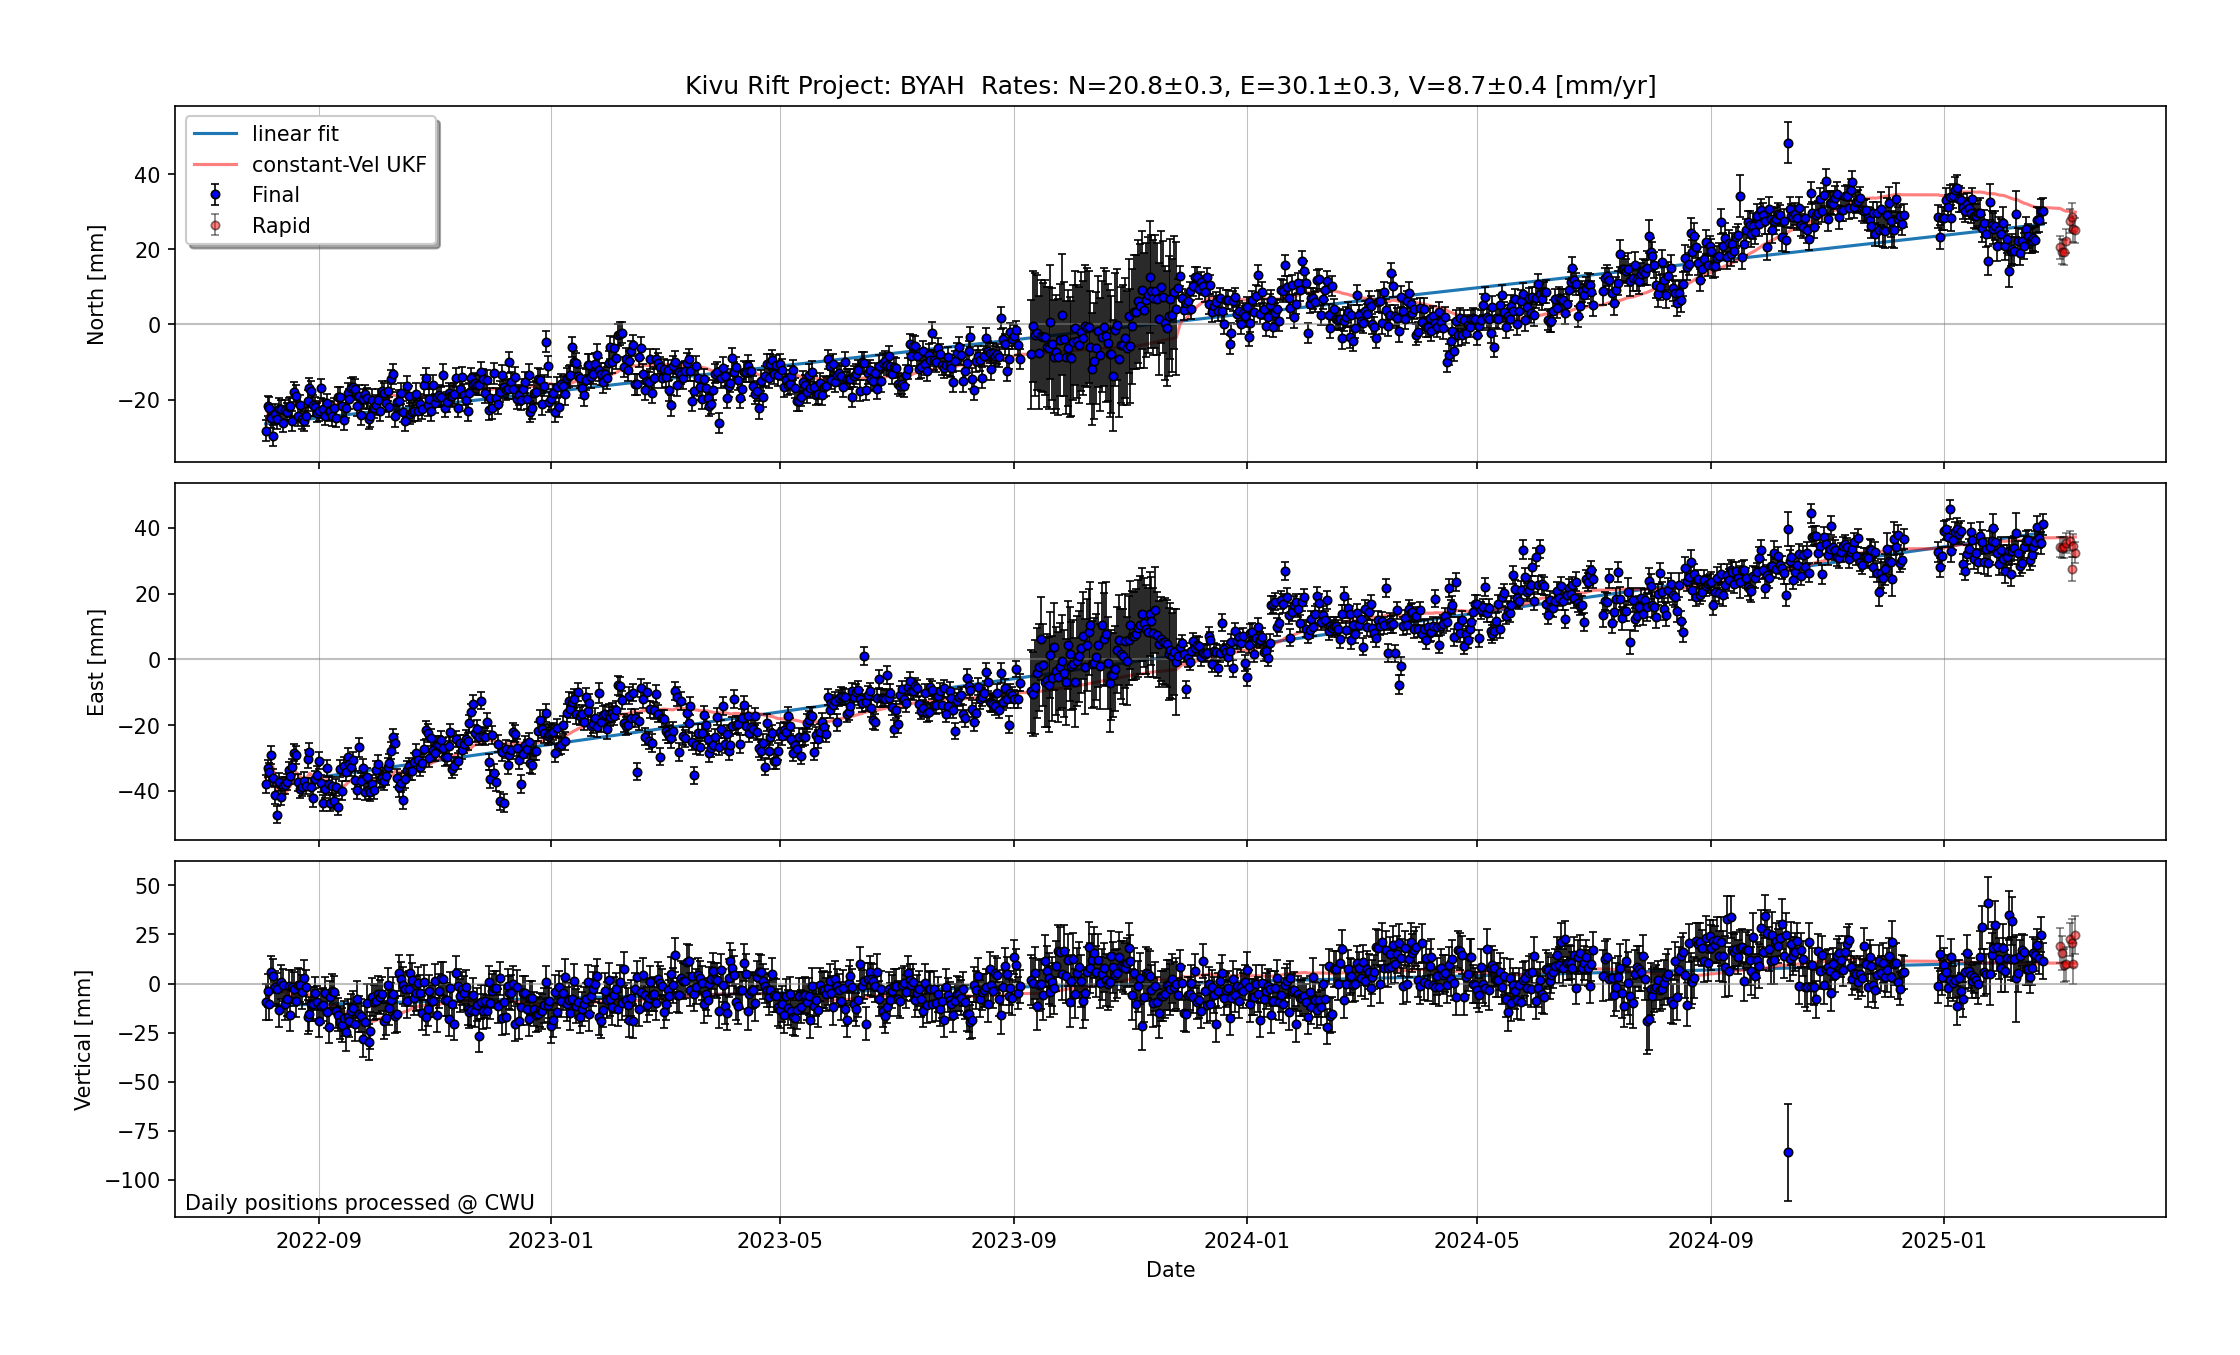 Kivu Rift Project: BYAH  Rates: N=20.8±0.3, E=30.1±0.3, V=8.7±0.4 [mm/yr]
linear fit
constant-Vel UKF
Final
Rapid
North [mm]
40
20
0
−20
East [mm]
40
20
0
−20
−40
Vertical [mm]
50
25
0
−25
−50
−75
−100
Daily positions processed @ CWU
2022-09 2023-01 2023-05 2023-09 2024-01 2024-05 2024-09 2025-01
Date